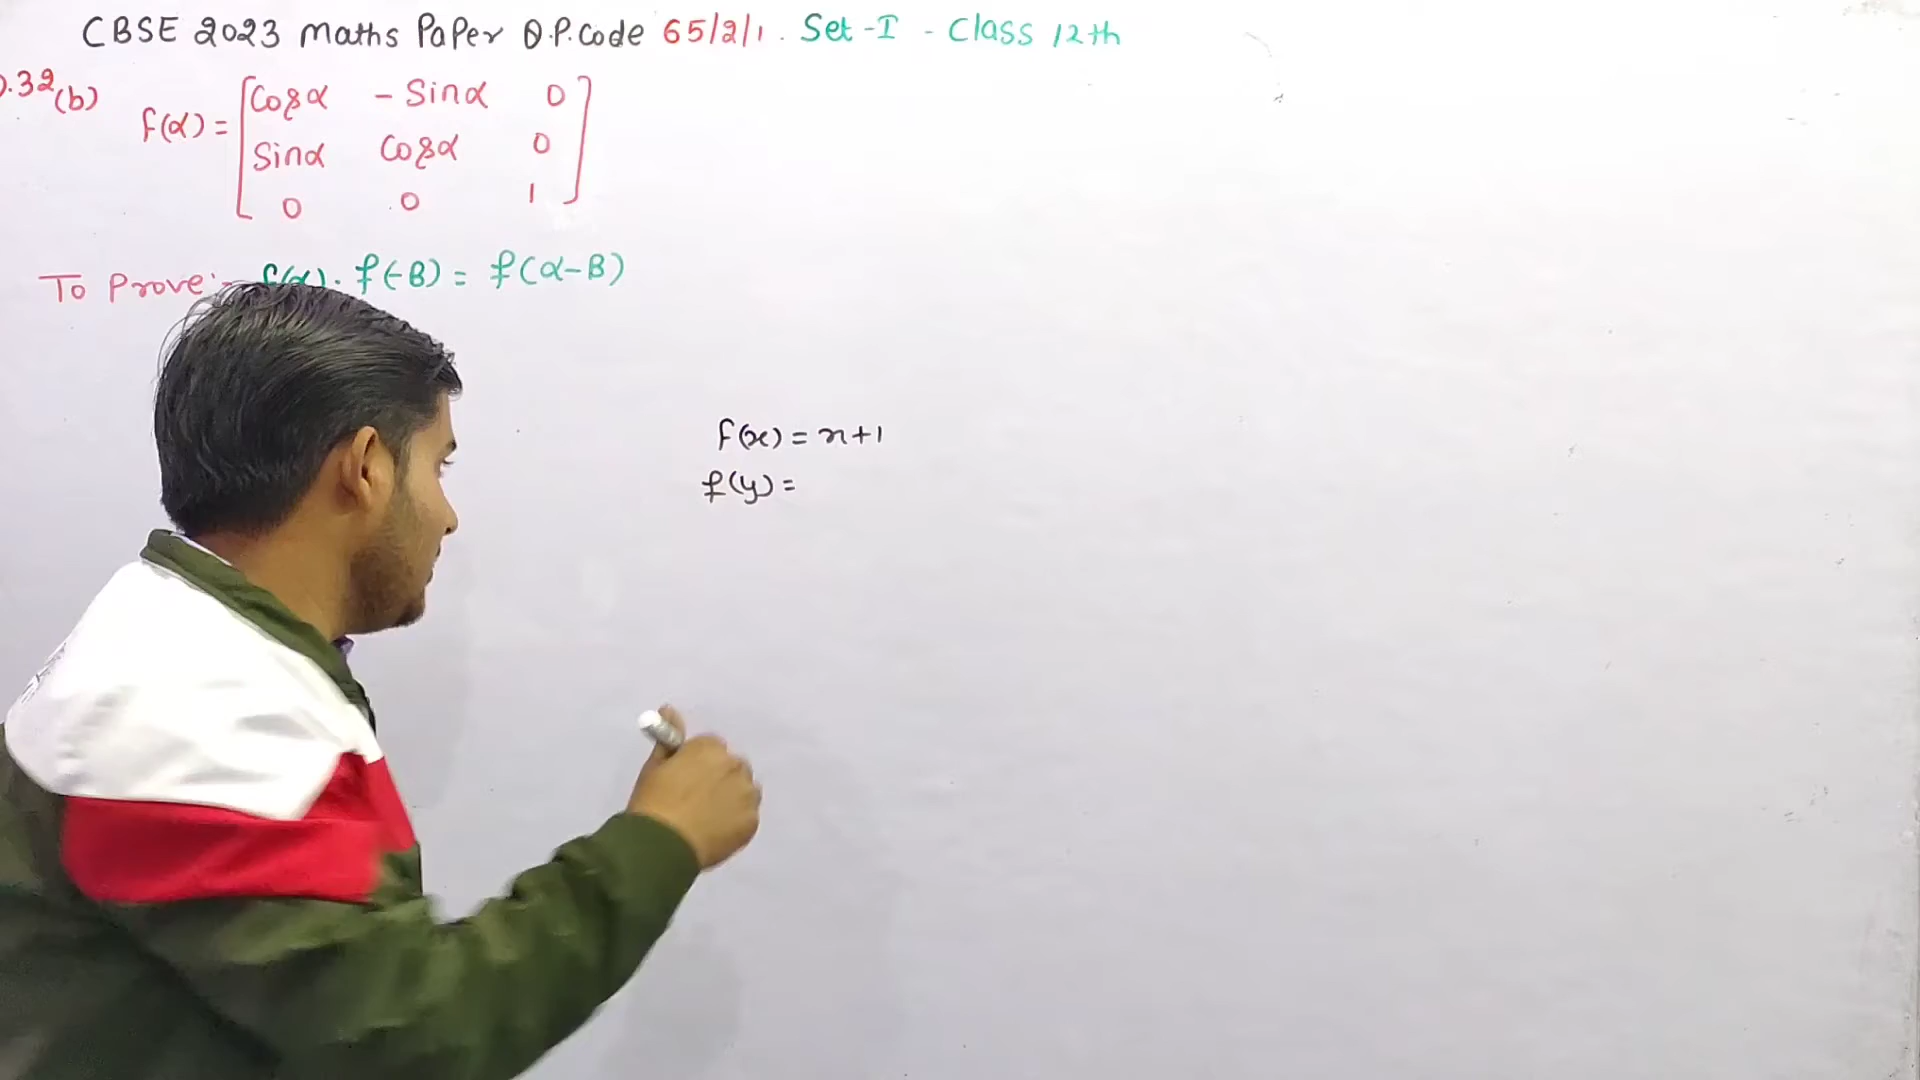 CBSE 2023 Maths Paper Q.P.Code 65/2/1. Set-I - Class 12th
.32(b) f(α) = [Cosα -Sinα 0
Sinα Cosα 0
0 0 1]
To Prove:- f(α). f(-B) = f(α-B)
f(x) = x+1
f(y) =